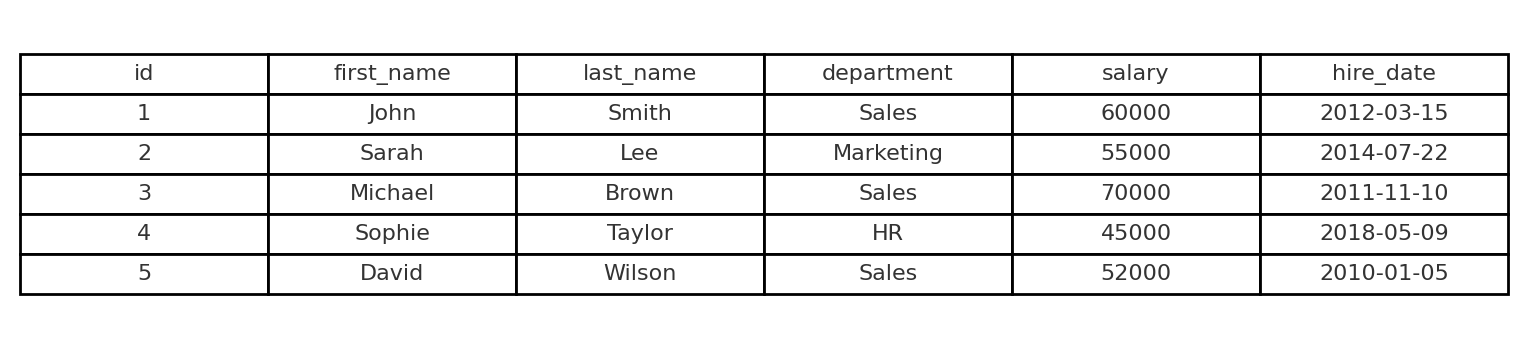 id first_name last_name department salary hire_date
1 John Smith Sales 60000 2012-03-15
2 Sarah Lee Marketing 55000 2014-07-22
3 Michael Brown Sales 70000 2011-11-10
4 Sophie Taylor HR 45000 2018-05-09
5 David Wilson Sales 52000 2010-01-05